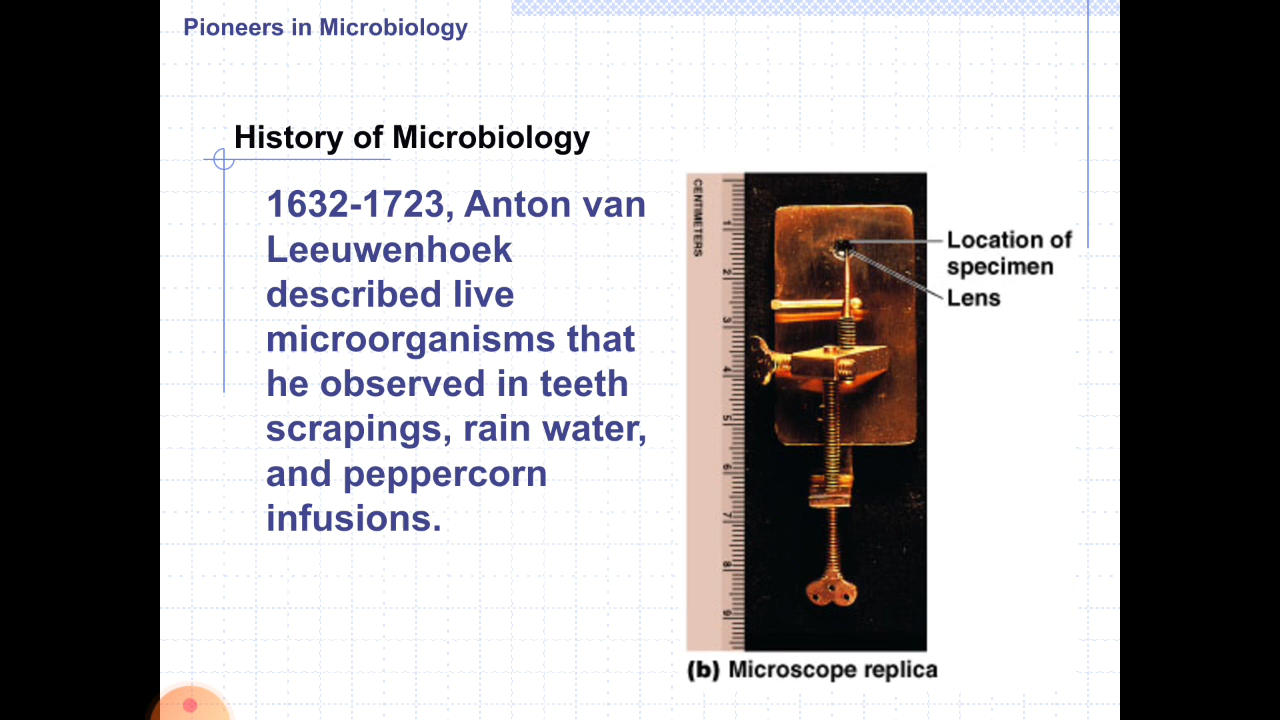 Pioneers in Microbiology
History of Microbiology
1632-1723, Anton van
Leeuwenhoek
described live
microorganisms that
he observed in teeth
scrapings, rain water,
and peppercorn
infusions.
CENTIMETERS
1
2
3
4
5
6
7
8
9
Location of
specimen
Lens
(b) Microscope replica